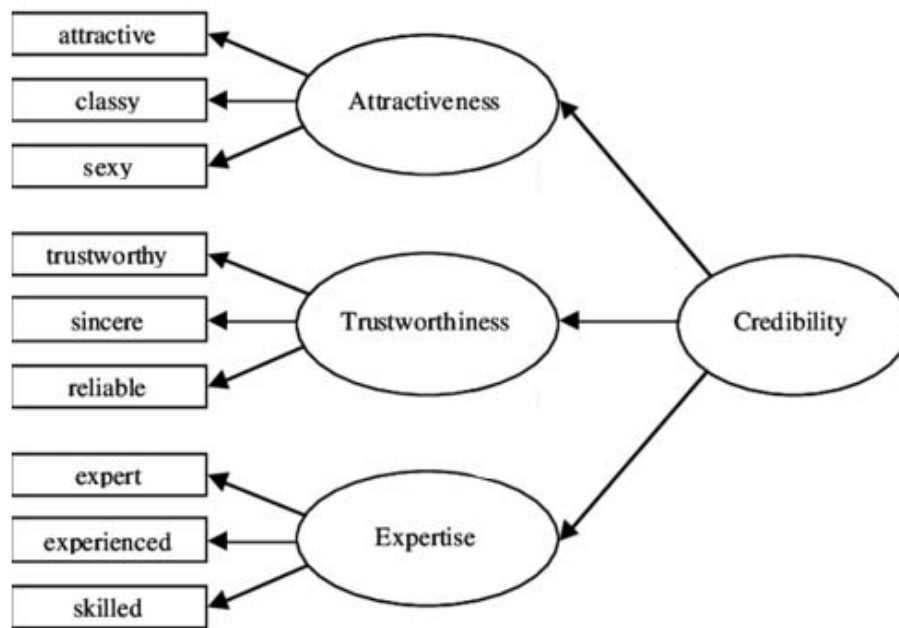 attractive
classy
sexy
Attractiveness
trustworthy
sincere
reliable
Trustworthiness
Credibility
expert
experienced
skilled
Expertise